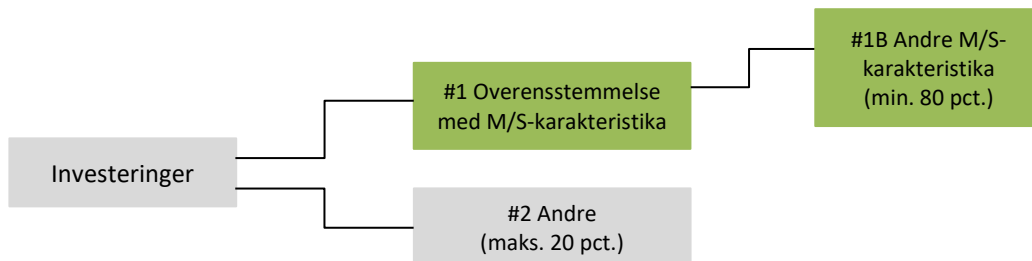 Investeringer
#1 Overensstemmelse
med M/S-karakteristika
#1B Andre M/S-
karakteristika
(min. 80 pct.)
#2 Andre
(maks. 20 pct.)